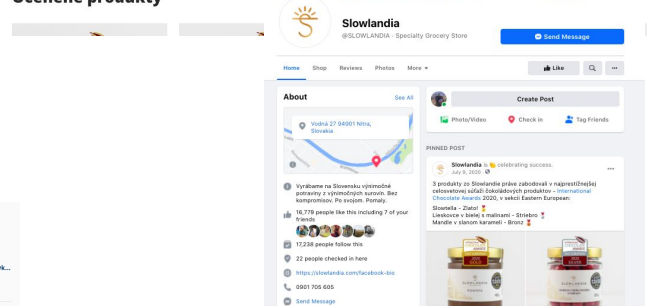 Ocenené produkty
Slowlandia
@SLOWLANDIA · Specialty Grocery Store
Send Message
Home Shop Reviews Photos More
Like
About
See All
Vodná 27 94901 Nitra,
Slovakia
Vyrábame na Slovensku výnimočné
potraviny z výnimočných surovín. Bez
kompromisov. Po svojom. Pomaly.
16,779 people like this including 7 of your
friends
17,238 people follow this
22 people checked in here
https://slowlandia.com/facebook-bio
0901 705 605
Send Message
Create Post
Photo/Video
Check in
Tag Friends
PINNED POST
Slowlandia is celebrating success.
July 9, 2020
3 produkty zo Slowlandie práve zabodovali v najprestížnejšej
celosvetovej súťaži čokoládových produktov - International
Chocolate Awards 2020, v sekcii Eastern European:
Slowtella - Zlato!
Lieskovce v bielej s malinami - Striebro
Mandle v slanom karameli - Bronz
SLOWLANDIA
SLOWLANDIA